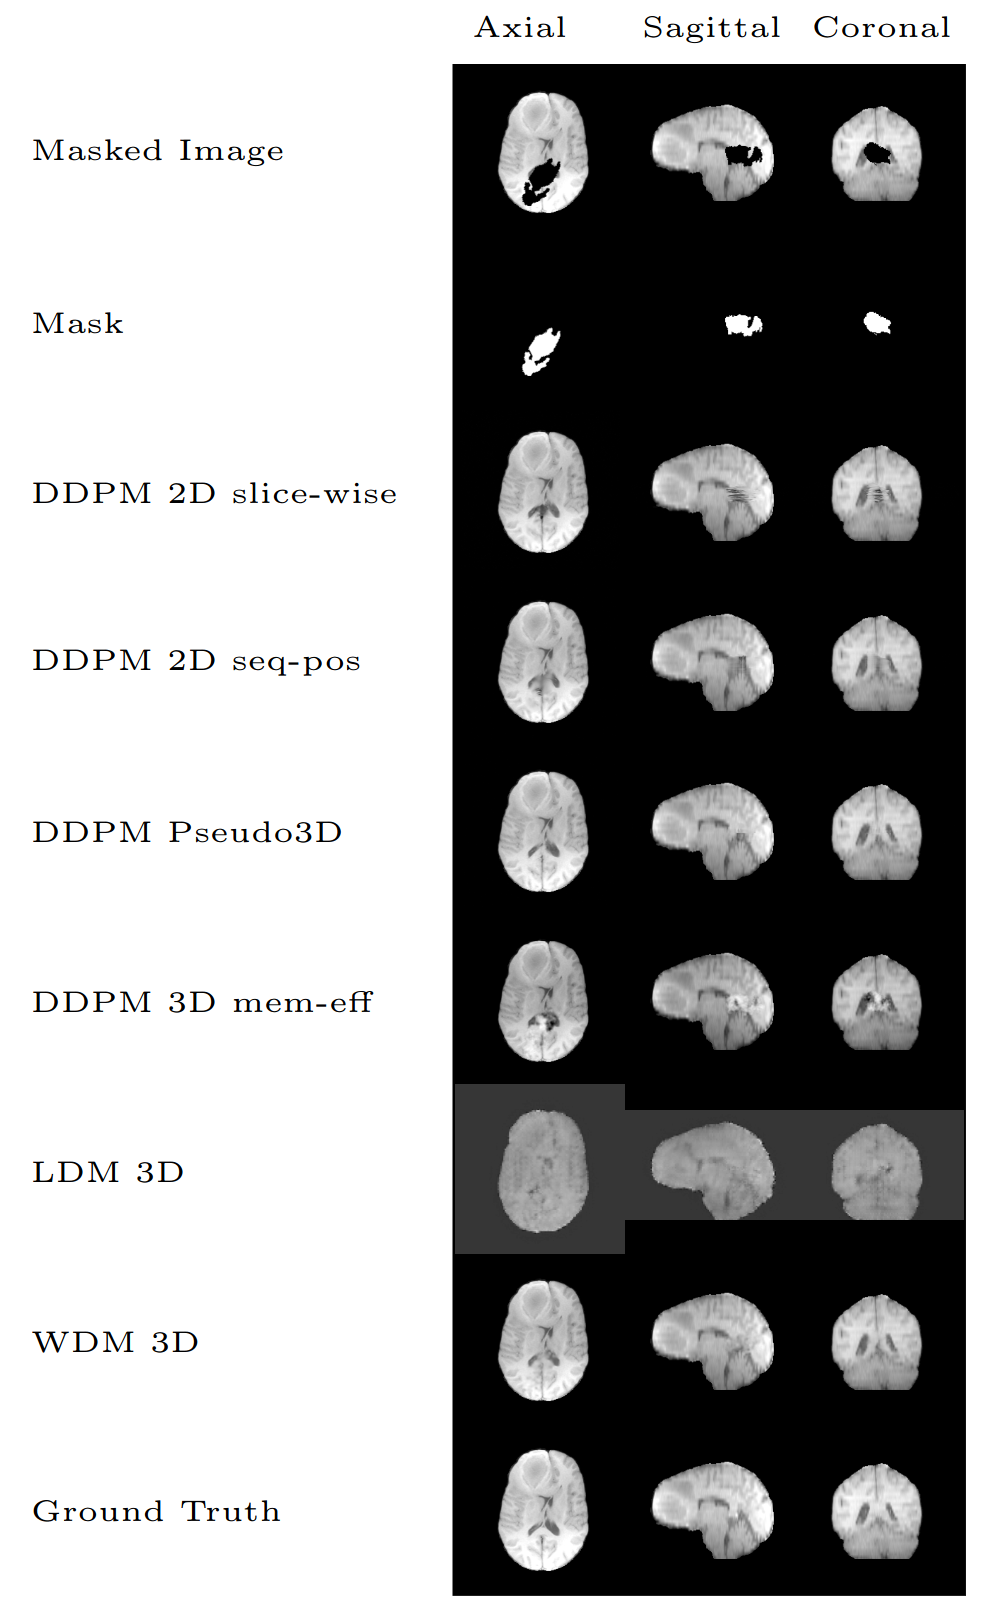 Axial Sagittal Coronal
Masked Image
Mask
DDPM 2D slice-wise
DDPM 2D seq-pos
DDPM Pseudo3D
DDPM 3D mem-eff
LDM 3D
WDM 3D
Ground Truth